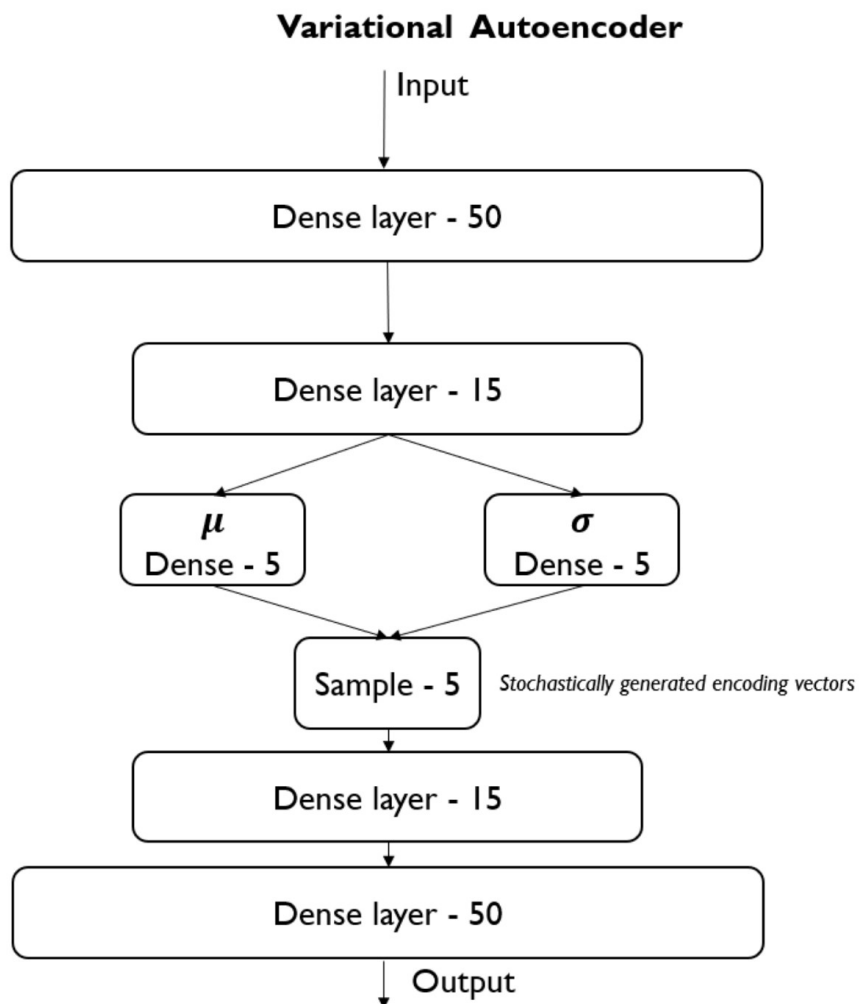 Variational Autoencoder
Input
Dense layer - 50
Dense layer - 15
μ
Dense - 5
σ
Dense - 5
Sample - 5
Stochastically generated encoding vectors
Dense layer - 15
Dense layer - 50
Output